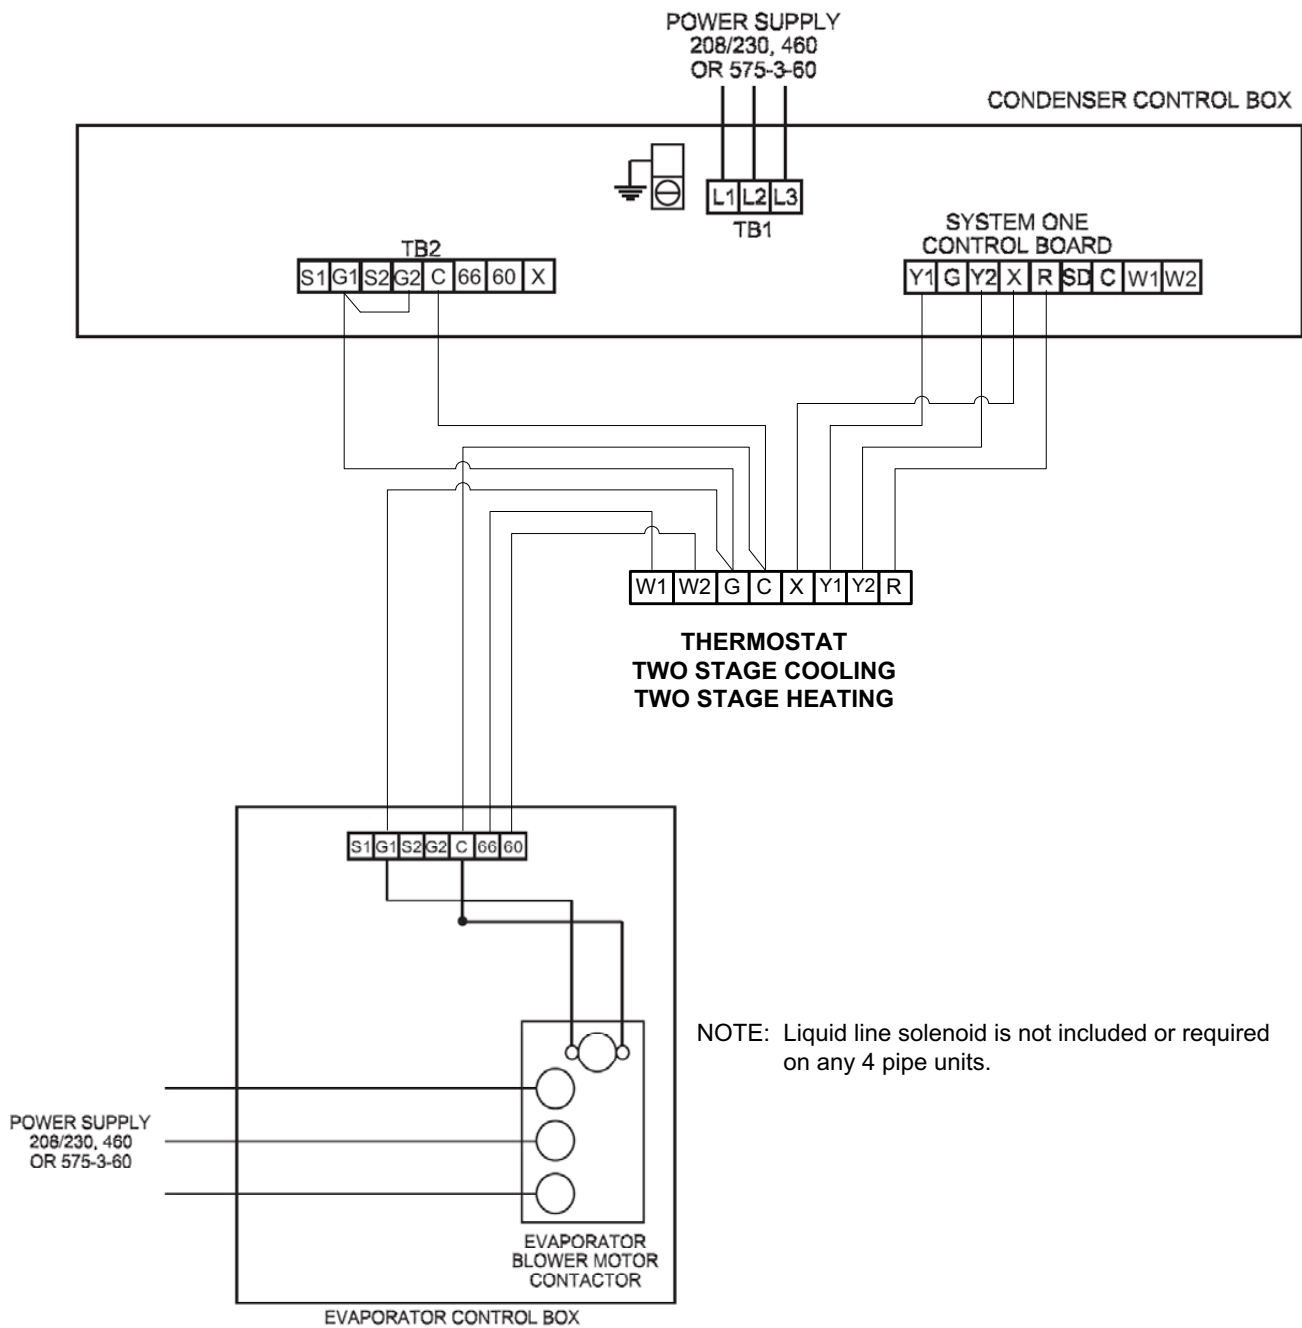 POWER SUPPLY
208/230, 460
OR 575-3-60
CONDENSER CONTROL BOX
L1 L2 L3
TB1
SYSTEM ONE
CONTROL BOARD
TB2
S1 G1 S2 G2 C 66 60 X
Y1 G Y2 X R SD C W1 W2
W1 W2 G C X Y1 Y2 R
THERMOSTAT
TWO STAGE COOLING
TWO STAGE HEATING
S1 G1 S2 G2 C 66 60
NOTE: Liquid line solenoid is not included or required
on any 4 pipe units.
POWER SUPPLY
208/230, 460
OR 575-3-60
EVAPORATOR
BLOWER MOTOR
CONTACTOR
EVAPORATOR CONTROL BOX